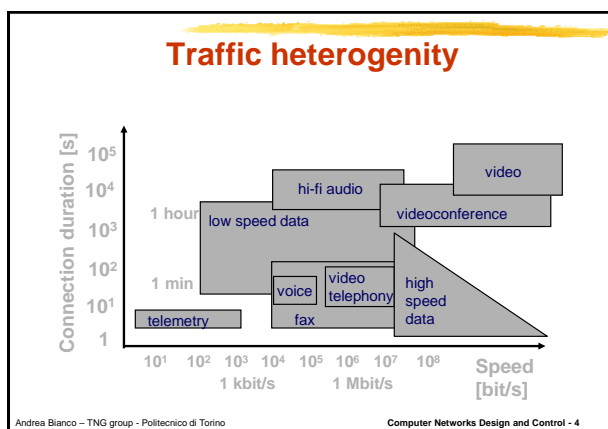 Traffic heterogenity
Connection duration [s]
10⁵
10⁴
1 hour
10³
10²
1 min
10¹
1
video
hi-fi audio
videoconference
low speed data
voice
video
telephony
high
speed
data
fax
telemetry
10¹ 10² 10³ 10⁴ 10⁵ 10⁶ 10⁷ 10⁸
1 kbit/s 1 Mbit/s
Speed
[bit/s]
Andrea Bianco – TNG group - Politecnico di Torino
Computer Networks Design and Control - 4